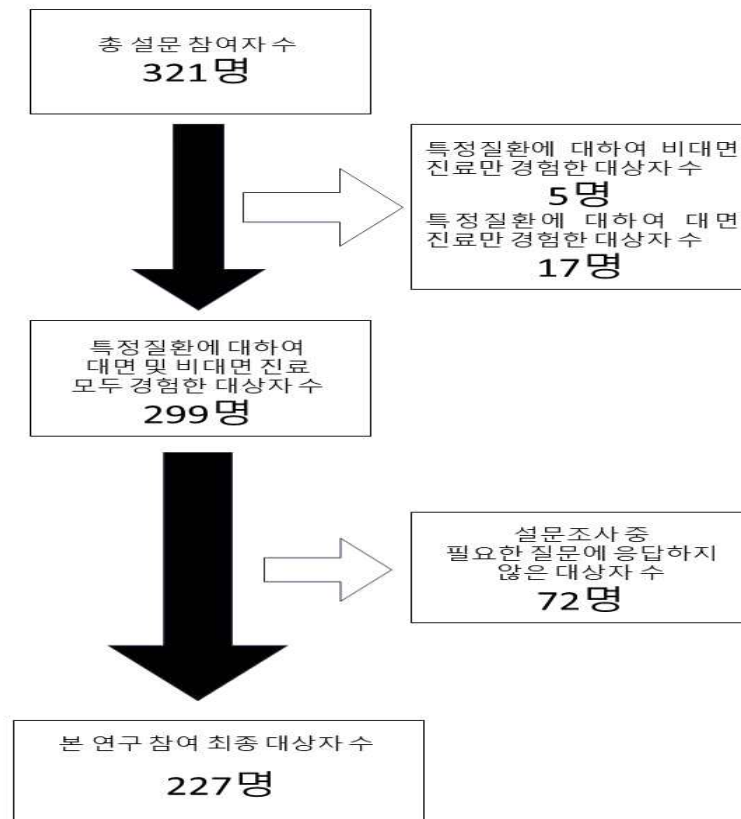 총 설문 참여자 수
321명
특정질환에 대하여 비대면
진료만 경험한 대상자 수
5명
특정질환에 대하여 대면
진료만 경험한 대상자 수
17명
특정질환에 대하여
대면 및 비대면 진료
모두 경험한 대상자 수
299명
설문조사 중
필요한 질문에 응답하지
않은 대상자 수
72명
본 연구 참여 최종 대상자 수
227명